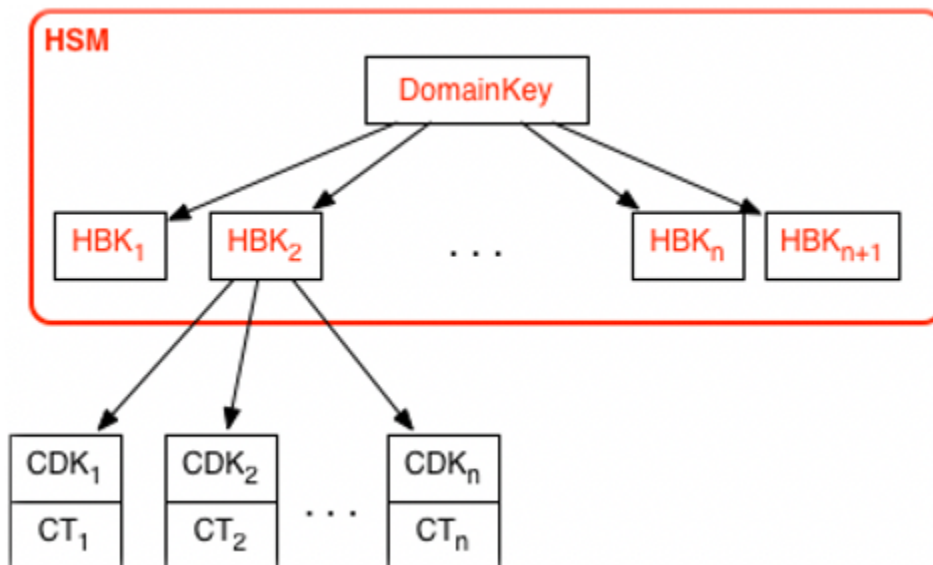 HSM
DomainKey
HBK₁ HBK₂ . . . HBKₙ HBKₙ₊₁
CDK₁ CDK₂ CDKₙ
. . .
CT₁ CT₂ CTₙ